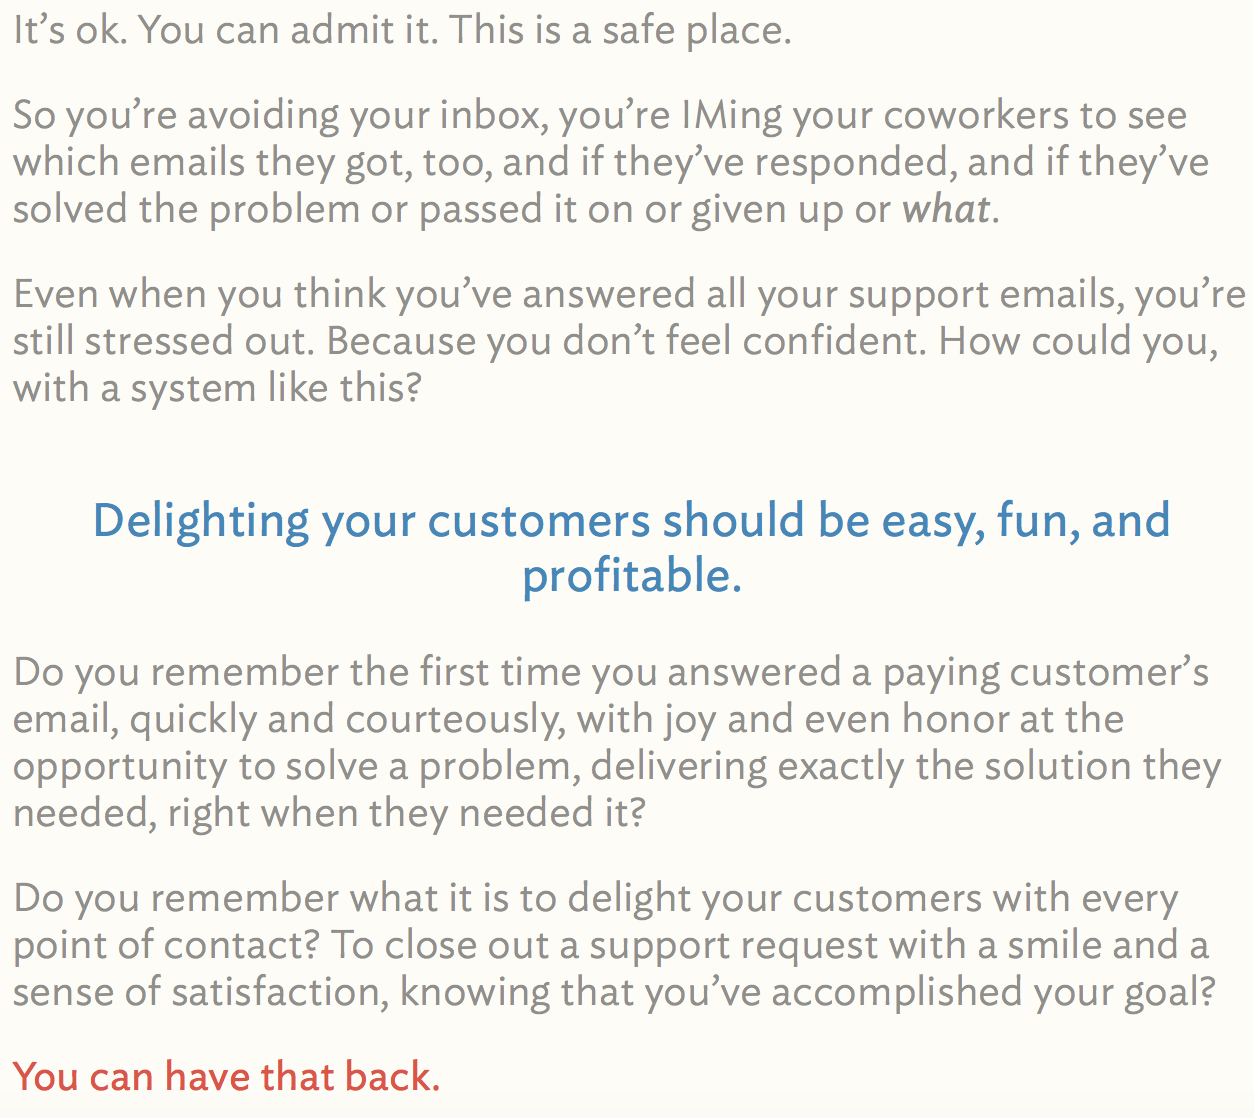 It’s ok. You can admit it. This is a safe place.
So you’re avoiding your inbox, you’re IMing your coworkers to see
which emails they got, too, and if they’ve responded, and if they’ve
solved the problem or passed it on or given up or what.
Even when you think you’ve answered all your support emails, you’re
still stressed out. Because you don’t feel confident. How could you,
with a system like this?
Delighting your customers should be easy, fun, and
profitable.
Do you remember the first time you answered a paying customer’s
email, quickly and courteously, with joy and even honor at the
opportunity to solve a problem, delivering exactly the solution they
needed, right when they needed it?
Do you remember what it is to delight your customers with every
point of contact? To close out a support request with a smile and a
sense of satisfaction, knowing that you’ve accomplished your goal?
You can have that back.